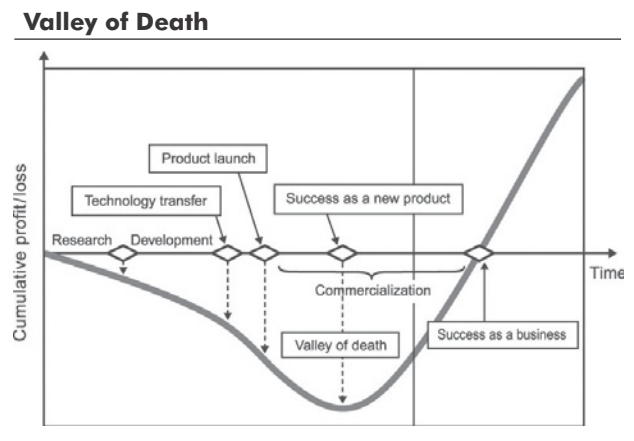 Valley of Death
Product launch
Technology transfer
Success as a new product
Research
Development
Time
Commercialization
Success as a business
Valley of death
Cumulative profit/loss